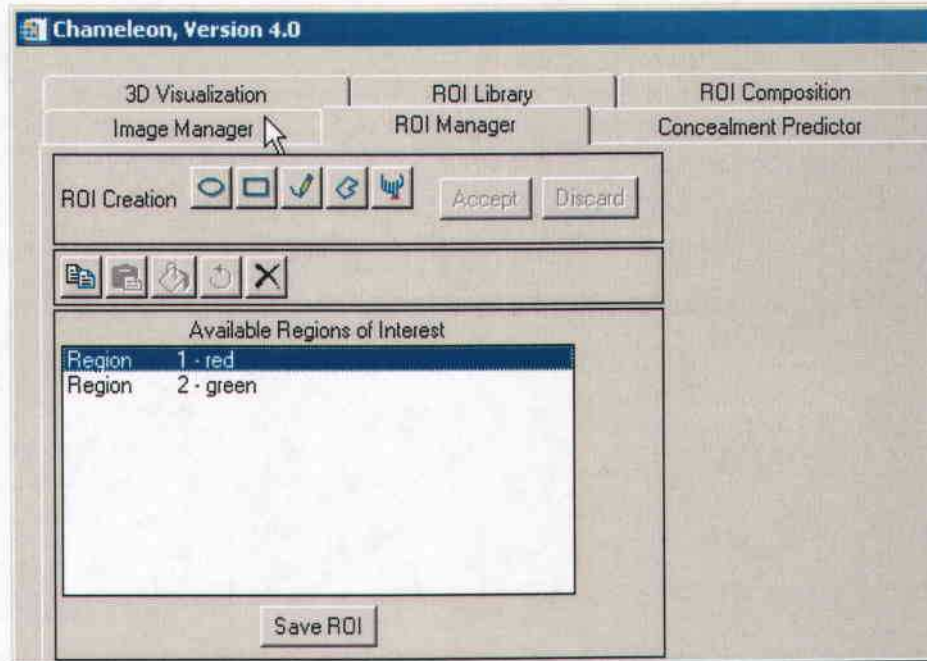 Chameleon, Version 4.0
3D Visualization ROI Library ROI Composition
Image Manager ROI Manager Concealment Predictor
ROI Creation Accept Discard
Available Regions of Interest
Region 1 - red
Region 2 - green
Save ROI